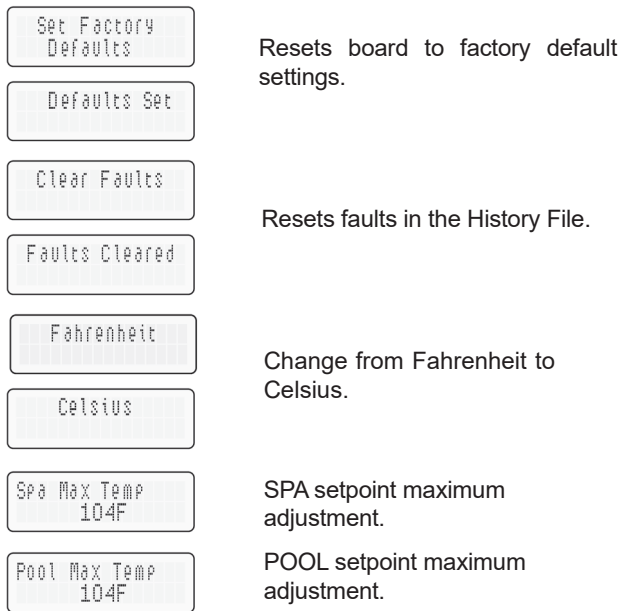 Set Factory
Defaults
Resets board to factory default
settings.
Defaults Set
Clear Faults
Resets faults in the History File.
Faults Cleared
Fahrenheit
Change from Fahrenheit to
Celsius.
Celsius
Spa Max Temp
104F
SPA setpoint maximum
adjustment.
Pool Max Temp
104F
POOL setpoint maximum
adjustment.